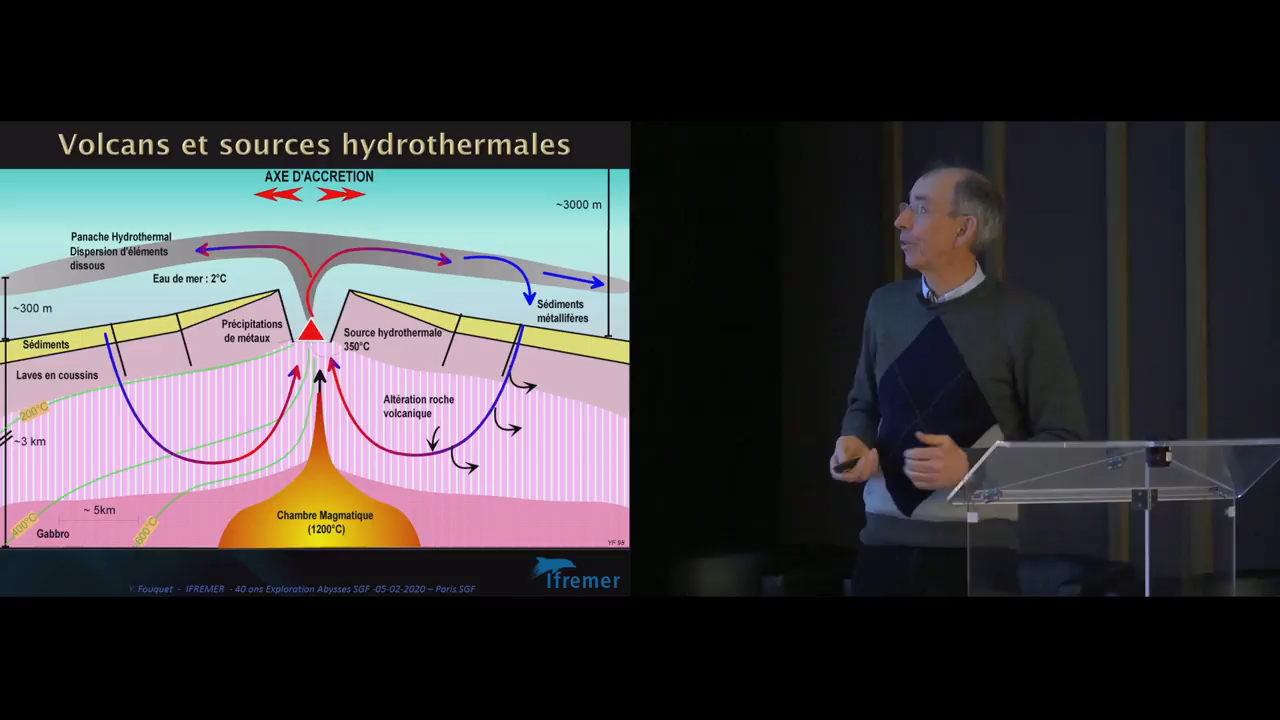 Volcans et sources hydrothermales
AXE D'ACCRETION
~3000 m
Panache Hydrothermal
Dispersion d'éléments
dissous
Eau de mer : 2°C
~300 m
Sédiments
métallifères
Précipitations
de métaux
Source hydrothermale
350°C
Sédiments
Laves en coussins
200°C
Altération roche
volcanique
~3 km
~ 5km
Chambre Magmatique
(1200°C)
400°C
600°C
Gabbro
YF 98
Ifremer
Y. Fouquet - IFREMER - 40 ans Exploration Abysses SGF -05-02-2020 – Paris SGF